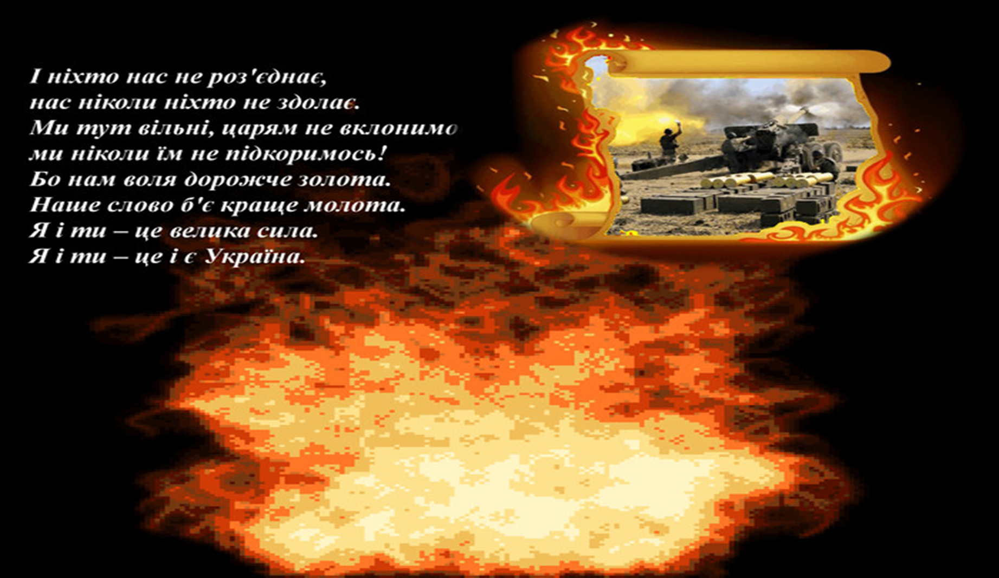 І ніхто нас не роз'єднає,
нас ніколи ніхто не здолає.
Ми тут вільні, царям не вклонимо
ми ніколи їм не підкоримось!
Бо нам воля дорожче золота.
Наше слово б'є краще молота.
Я і ти – це велика сила.
Я і ти – це і є Україна.